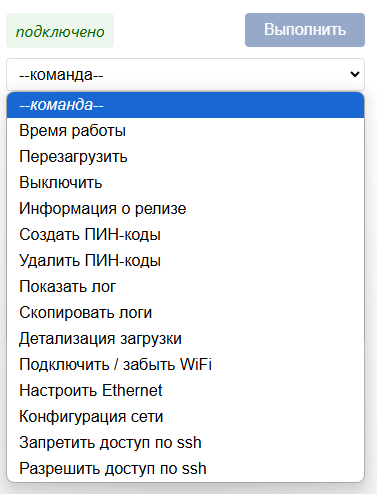 подключено
Выполнить
--команда--
--команда--
Время работы
Перезагрузить
Выключить
Информация о релизе
Создать ПИН-коды
Удалить ПИН-коды
Показать лог
Скопировать логи
Детализация загрузки
Подключить / забыть WiFi
Настроить Ethernet
Конфигурация сети
Запретить доступ по ssh
Разрешить доступ по ssh